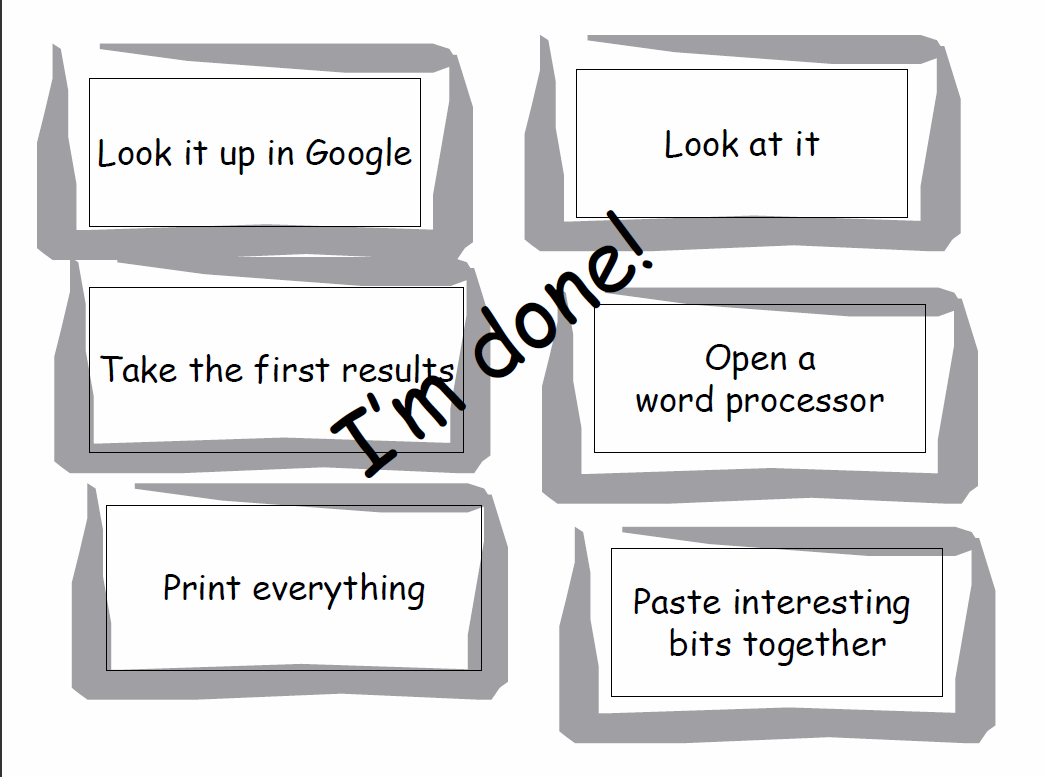 Look it up in Google
Look at it
Take the first results
I'm done!
Open a
word processor
Print everything
Paste interesting
bits together